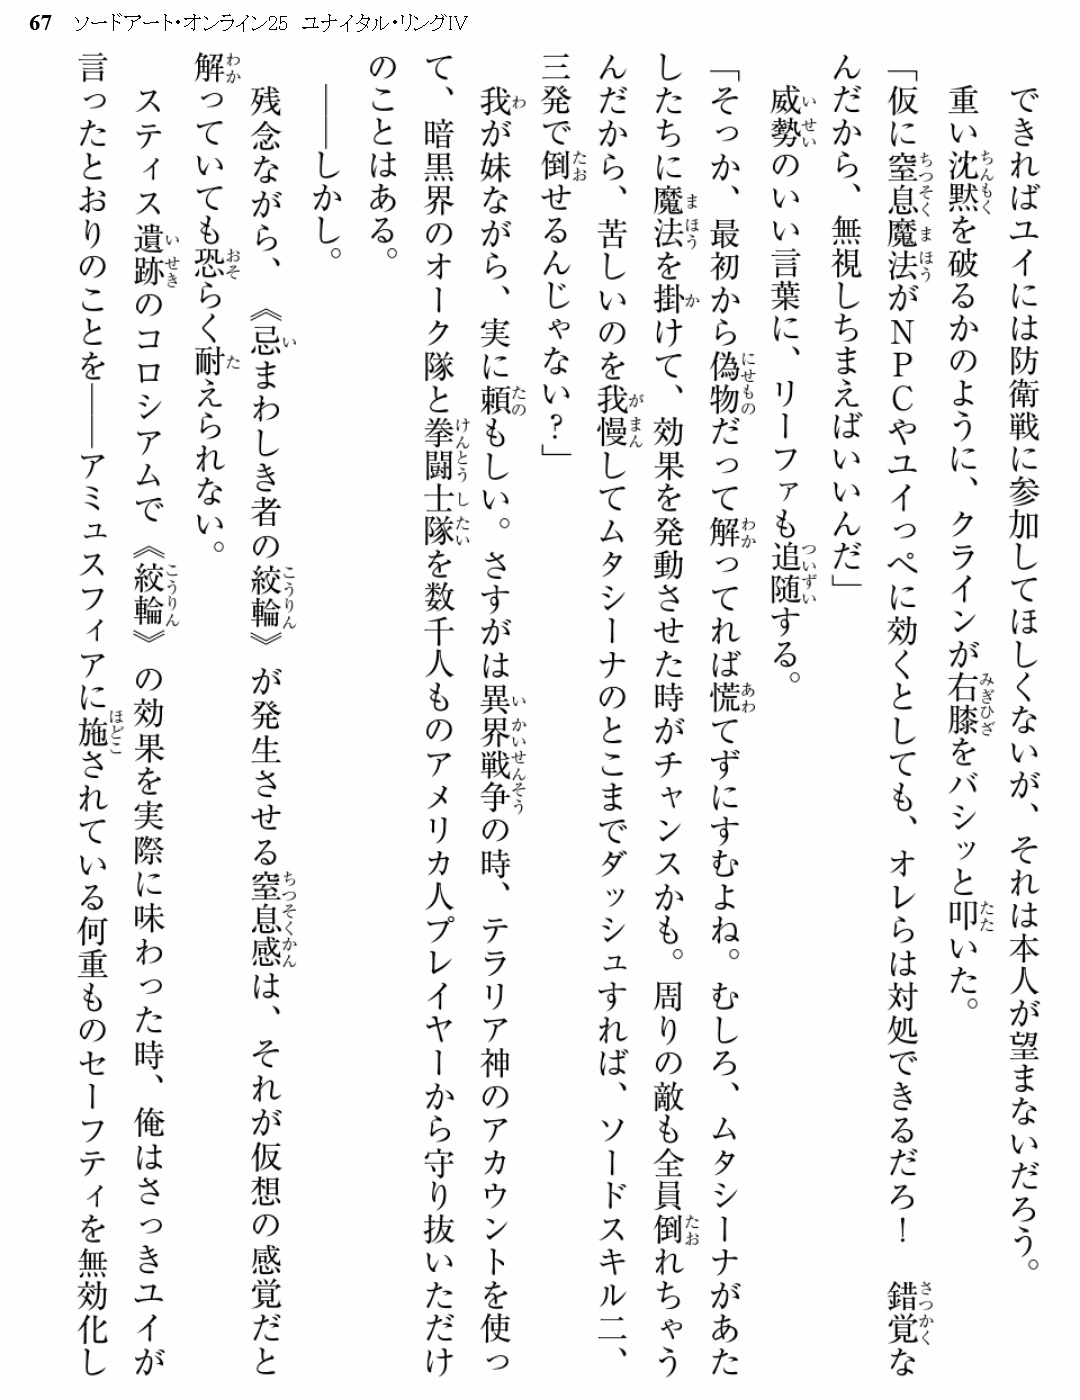 67 ソードアート・オンライン25 ユナイタル・リングⅣ
できればユイには防衛戦に参加してほしくないが、それは本人が望まないだろう。
重い沈黙を破るかのように、クラインが右膝をバシッと叩いた。
「仮に窒息魔法がＮＰＣやユイっぺに効くとしても、オレらは対処できるだろ！　錯覚な
んだから、無視しちまえばいいんだ」
威勢のいい言葉に、リーファも追随する。
「そっか、最初から偽物だって解ってれば慌てずにすむよね。むしろ、ムタシーナがあた
したちに魔法を掛けて、効果を発動させた時がチャンスかも。周りの敵も全員倒れちゃう
んだから、苦しいのを我慢してムタシーナのとこまでダッシュすれば、ソードスキル二、
三発で倒せるんじゃない？」
我が妹ながら、実に頼もしい。さすがは異界戦争の時、テラリア神のアカウントを使っ
て、暗黒界のオーク隊と拳闘士隊を数千人ものアメリカ人プレイヤーから守り抜いただけ
のことはある。
――しかし。
残念ながら、《忌まわしき者の絞輪》が発生させる窒息感は、それが仮想の感覚だと
解っていても恐らく耐えられない。
スティス遺跡のコロシアムで《絞輪》の効果を実際に味わった時、俺はさっきユイが
言ったとおりのことを――アミュスフィアに施されている何重ものセーフティを無効化し